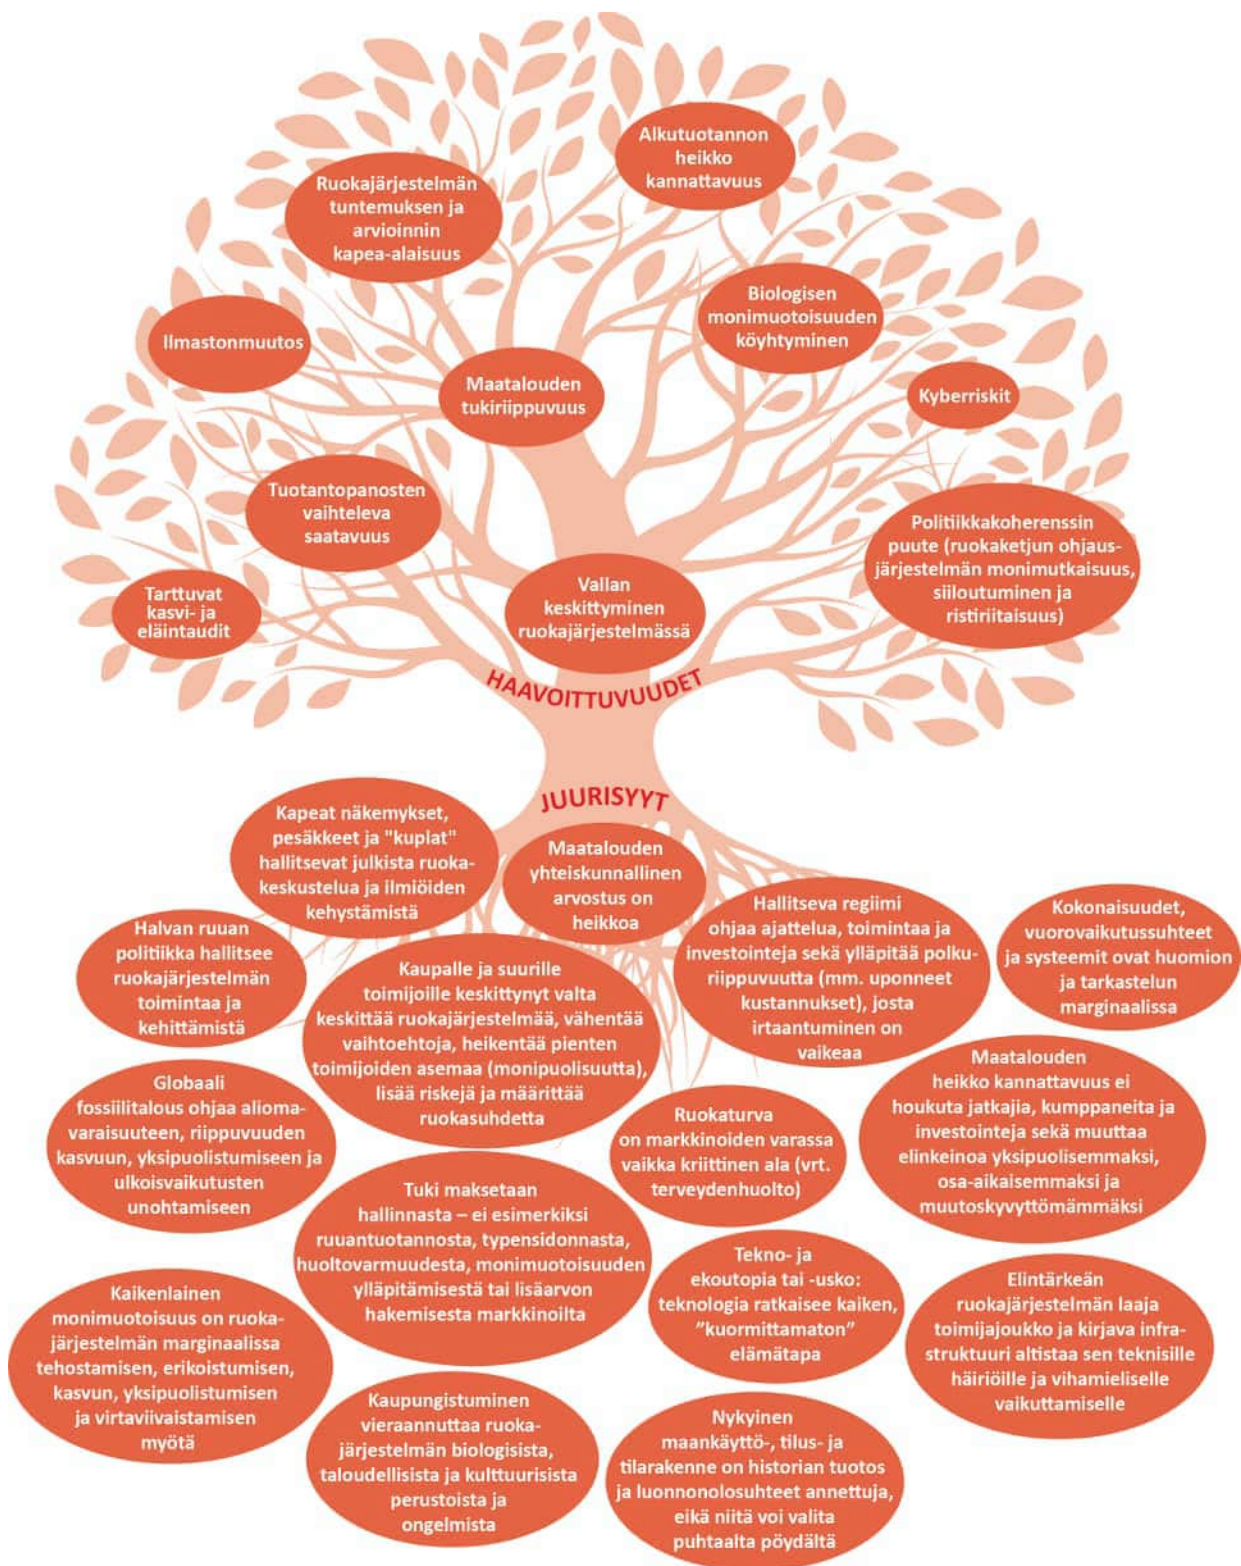 Alkutuotannon
heikko
kannattavuus
Ruokajärjestelmän
tuntemuksen ja
arvioinnin
kapea-alaisuus
Biologisen
monimuotoisuuden
köyhtyminen
Ilmastonmuutos
Maatalouden
tukiriippuvuus
Kyberriskit
Tuotantopanosten
vaihteleva
saatavuus
Politiikkakoherenssin
puute (ruokaketjun ohjaus-
järjestelmän monimutkaisuus,
siiloutuminen ja
ristiriitaisuus)
Tarttuvat
kasvi- ja
eläintaudit
Vallan
keskittyminen
ruokajärjestelmässä
HAAVOITTUVUUDET
JUURISYYT
Kapeat näkemykset,
pesäkkeet ja "kuplat"
hallitsevat julkista ruoka-
keskustelua ja ilmiöiden
kehystämistä
Maatalouden
yhteiskunnallinen
arvostus on
heikkoa
Hallitseva regiimi
ohjaa ajattelua, toimintaa ja
investointeja sekä ylläpitää polku-
riippuvuutta (mm. uponneet
kustannukset), josta
irtaantuminen on
vaikeaa
Kokonaisuudet,
vuorovaikutussuhteet
ja systeemit ovat huomion
ja tarkastelun
marginaalissa
Halvan ruuan
politiikka hallitsee
ruokajärjestelmän
toimintaa ja
kehittämistä
Kaupalle ja suurille
toimijoille keskittynyt valta
keskittää ruokajärjestelmää, vähentää
vaihtoehtoja, heikentää pienten
toimijoiden asemaa (monipuolisuutta),
lisää riskejä ja määrittää
ruokasuhdetta
Globaali
fossiilitalous ohjaa alioma-
varaisuuteen, riippuvuuden
kasvuun, yksipuolistumiseen ja
ulkoisvaikutusten
unohtamiseen
Ruokaturva
on markkinoiden varassa
vaikka kriittinen ala (vrt.
terveydenhuolto)
Maatalouden
heikko kannattavuus ei
houkuta jatkajia, kumppaneita ja
investointeja sekä muuttaa
elinkeinoa yksipuolisemmaksi,
osa-aikaisemmaksi ja
muutoskyvyttömämmäksi
Tuki maksetaan
hallinnasta – ei esimerkiksi
ruuantuotannosta, typensidonnasta,
huoltovarmuudesta, monimuotoisuuden
ylläpitämisestä tai lisäarvon
hakemisesta markkinoilta
Tekno- ja
ekoutopia tai -usko:
teknologia ratkaisee kaiken,
”kuormittamaton”
elämätapa
Kaikenlainen
monimuotoisuus on ruoka-
järjestelmän marginaalissa
tehostamisen, erikoistumisen,
kasvun, yksipuolistumisen
ja virtaviivaistamisen
myötä
Elintärkeän
ruokajärjestelmän laaja
toimijajoukko ja kirjava infra-
struktuuri altistaa sen teknisille
häiriöille ja vihamieliselle
vaikuttamiselle
Kaupungistuminen
vieraannuttaa ruoka-
järjestelmän biologisista,
taloudellisista ja kulttuurisista
perustoista ja
ongelmista
Nykyinen
maankäyttö-, tilus- ja
tilarakenne on historian tuotos
ja luonnonolosuhteet annettuja,
eikä niitä voi valita
puhtaalta pöydältä